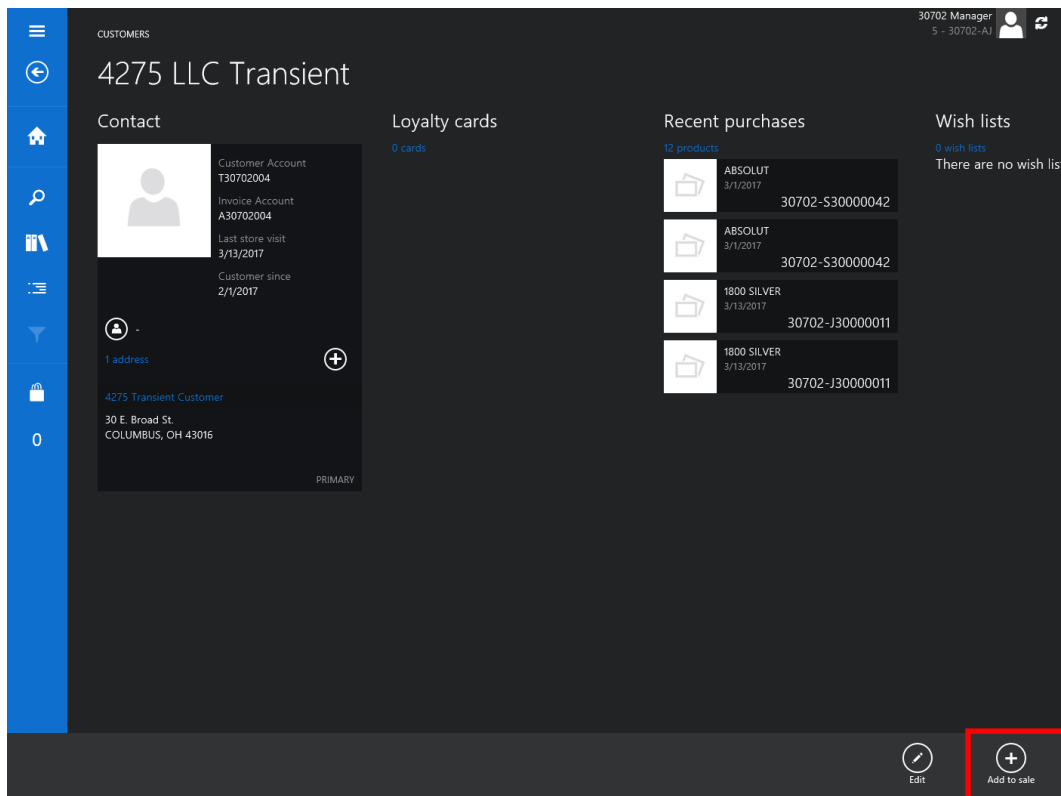 30702 Manager
5 - 30702-AJ
CUSTOMERS
4275 LLC Transient
Contact
Customer Account
T30702004
Invoice Account
A30702004
Last store visit
3/13/2017
Customer since
2/1/2017
-
1 address
4275 Transient Customer
30 E. Broad St.
COLUMBUS, OH 43016
PRIMARY
Loyalty cards
0 cards
Recent purchases
12 products
ABSOLUT
3/1/2017
30702-S30000042
ABSOLUT
3/1/2017
30702-S30000042
1800 SILVER
3/13/2017
30702-J30000011
1800 SILVER
3/13/2017
30702-J30000011
Wish lists
0 wish lists
There are no wish lis
0
Edit
Add to sale